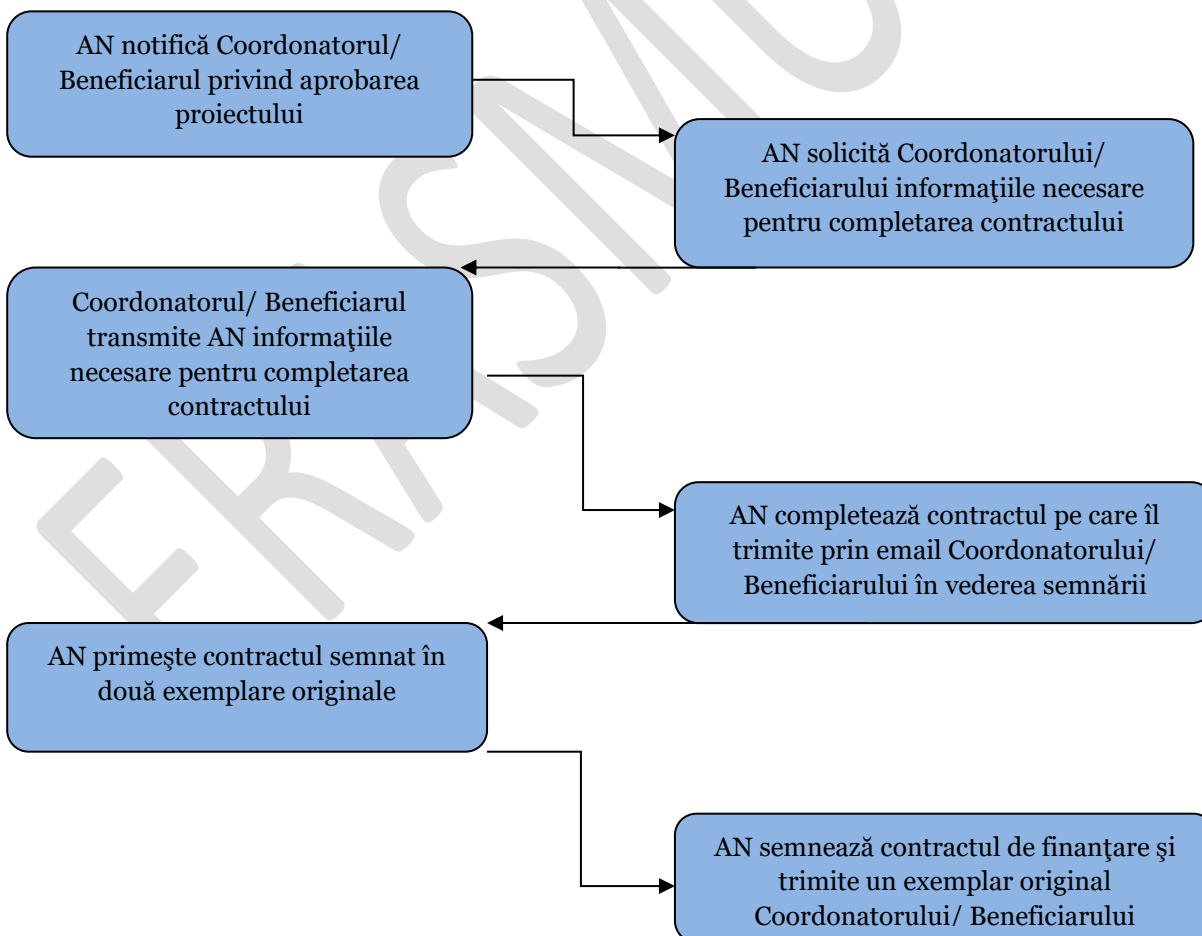 AN notifică Coordonatorul/
Beneficiarul privind aprobarea
proiectului
AN solicită Coordonatorului/
Beneficiarului informaţiile necesare
pentru completarea contractului
Coordonatorul/ Beneficiarul
transmite AN informaţiile
necesare pentru completarea
contractului
AN completează contractul pe care îl
trimite prin email Coordonatorului/
Beneficiarului în vederea semnării
AN primeşte contractul semnat în
două exemplare originale
AN semnează contractul de finanţare şi
trimite un exemplar original
Coordonatorului/ Beneficiarului